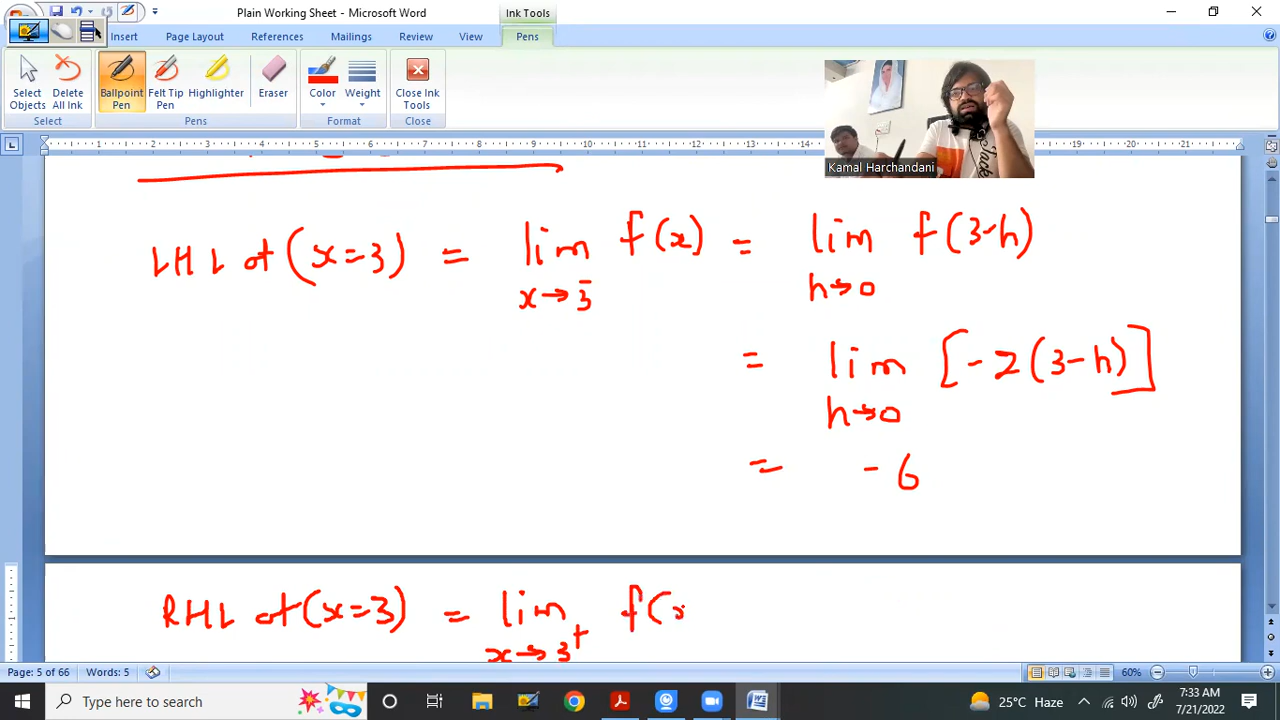 Plain Working Sheet - Microsoft Word
Ink Tools
Insert Page Layout References Mailings Review View Pens
Select Objects
Delete All Ink
Ballpoint Pen
Felt Tip Pen
Highlighter
Eraser
Color
Weight
Close Ink Tools
Select Pens Format Close
Kamal Harchandani
LHL at (x=3) = lim f(x) = lim f(3-h)
x→3⁻ h→0
= lim [-2(3-h)]
h→0
= -6
RHL at (x=3) = lim f(x
x→3⁺
Page: 5 of 66 Words: 5 60%
Type here to search
25°C Haze
7:33 AM
7/21/2022